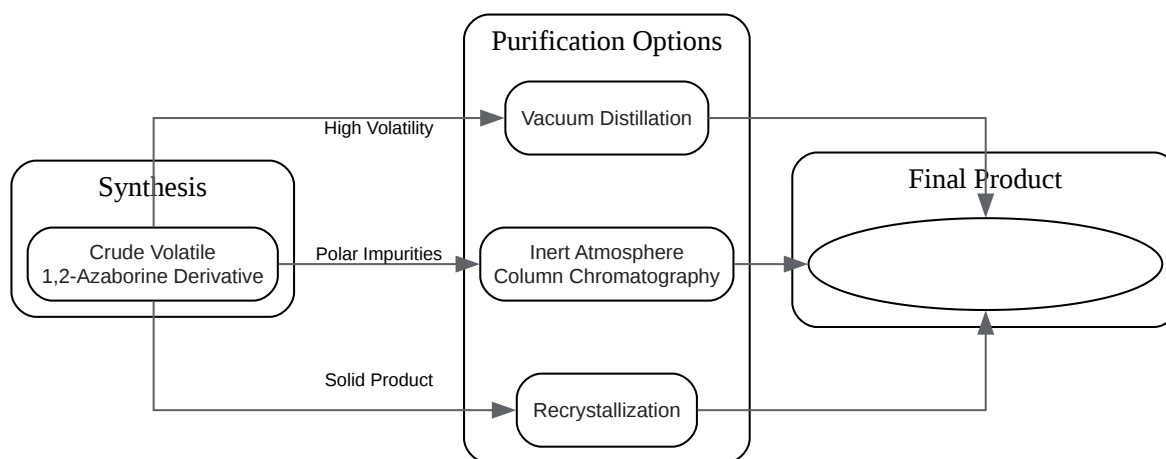 Purification Options
Vacuum Distillation
High Volatility
Synthesis
Final Product
Crude Volatile
1,2-Azaborine Derivative
Polar Impurities
Inert Atmosphere
Column Chromatography
Solid Product
Recrystallization